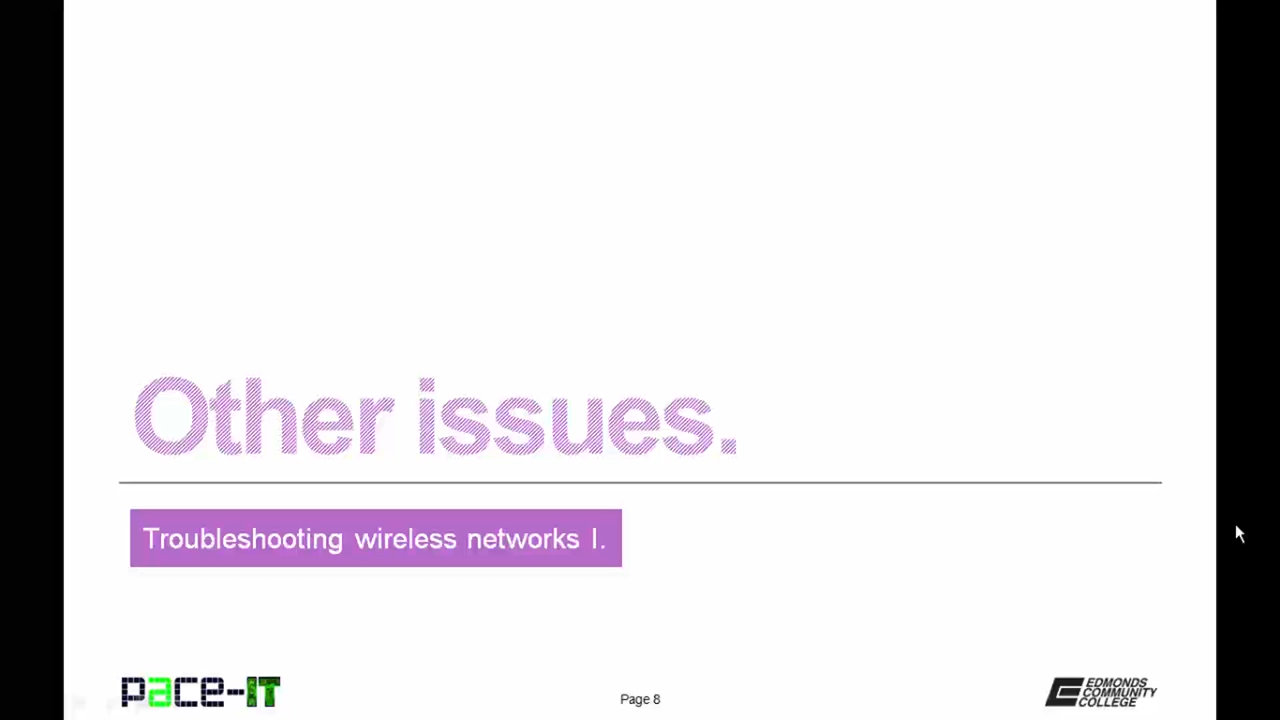 Other issues.
Troubleshooting wireless networks I.
pace-IT
Page 8
EDMONDS
COMMUNITY
COLLEGE